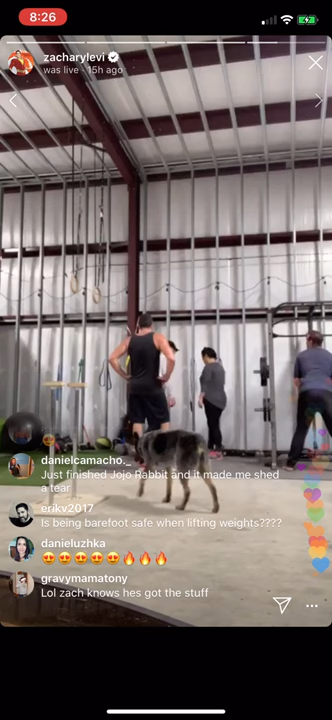 8:26
zacharylevi
was live · 15h ago
danielcamacho._
Just finished Jojo Rabbit and it made me shed
a tear
erikv2017
Is being barefoot safe when lifting weights????
danieluzhka
😍😍😍😍😍🔥🔥🔥
gravymamatony
Lol zach knows hes got the stuff